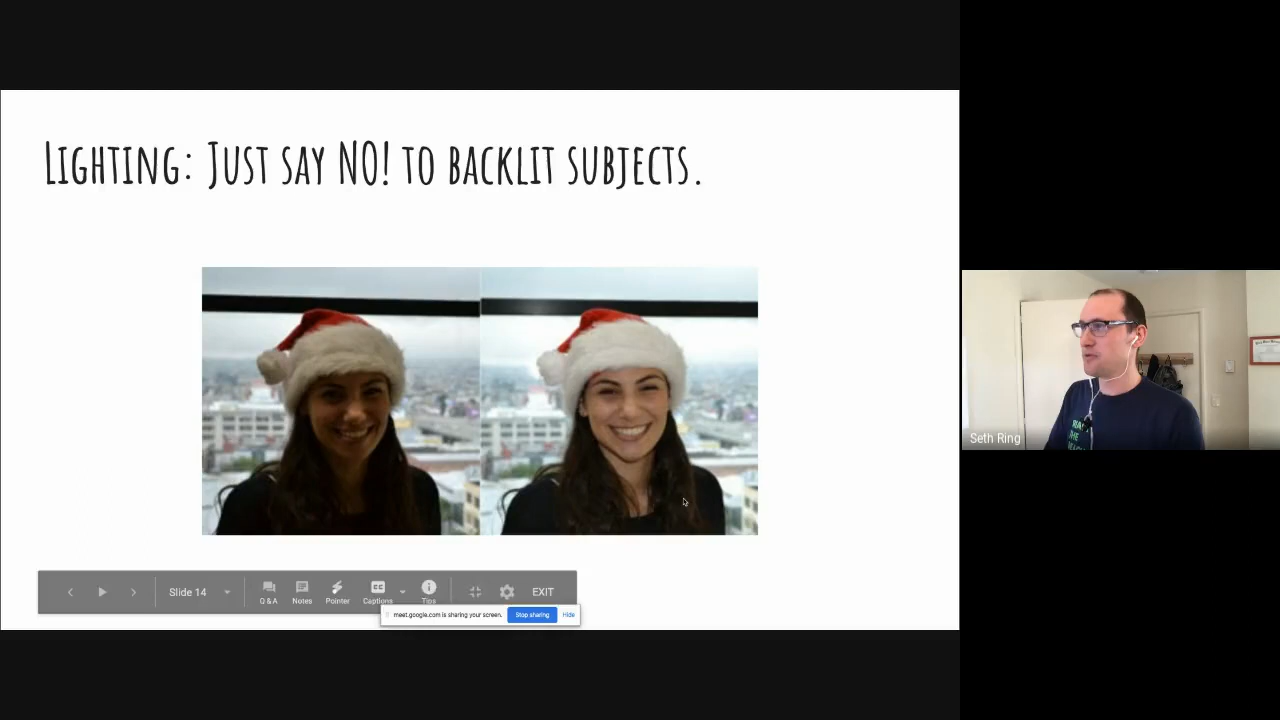 Lighting: Just say NO! to backlit subjects.
Slide 14
Q & A
Notes
Pointer
Captions
Tips
EXIT
meet.google.com is sharing your screen.
Stop sharing
Hide
Seth Ring
THE